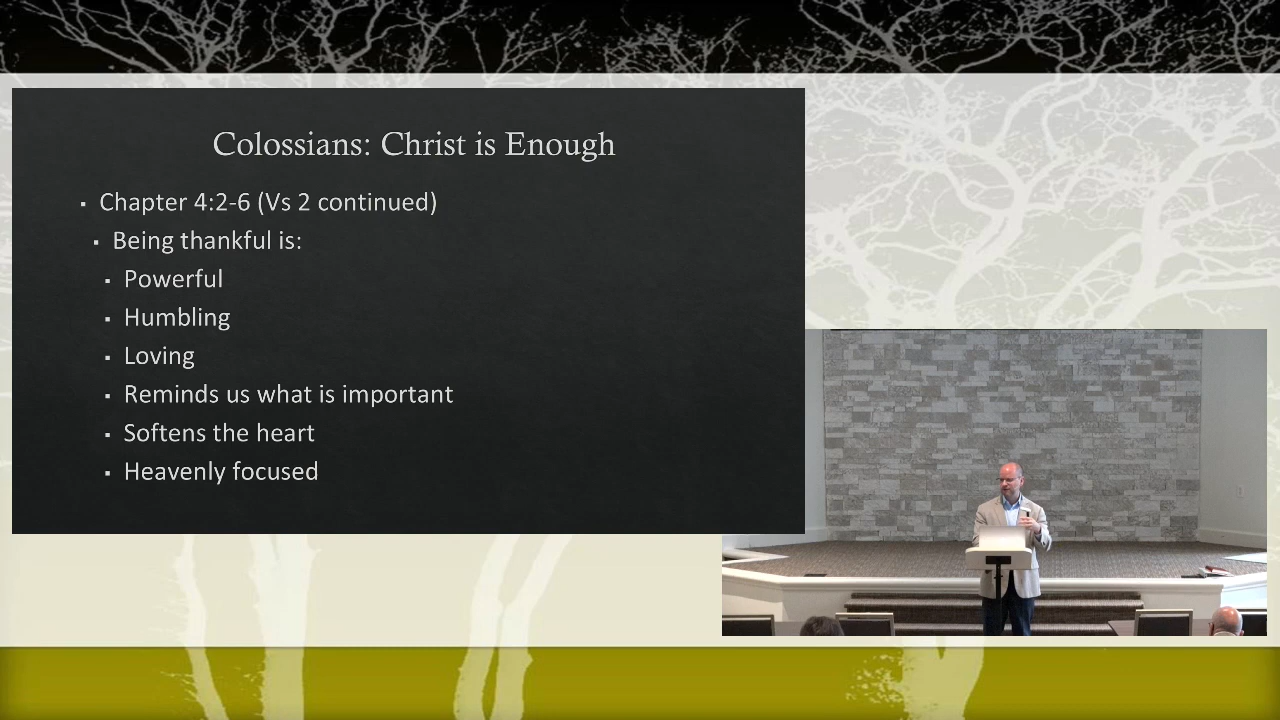 Colossians: Christ is Enough
▪ Chapter 4:2-6 (Vs 2 continued)
▪ Being thankful is:
▪ Powerful
▪ Humbling
▪ Loving
▪ Reminds us what is important
▪ Softens the heart
▪ Heavenly focused